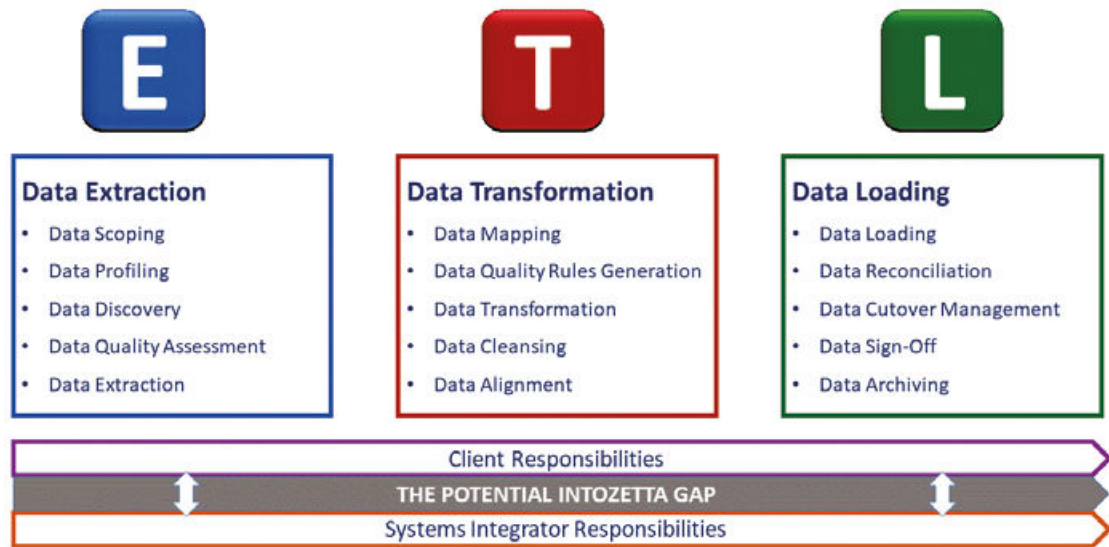 E
T
L
Data Extraction
• Data Scoping
• Data Profiling
• Data Discovery
• Data Quality Assessment
• Data Extraction
Data Transformation
• Data Mapping
• Data Quality Rules Generation
• Data Transformation
• Data Cleansing
• Data Alignment
Data Loading
• Data Loading
• Data Reconciliation
• Data Cutover Management
• Data Sign-Off
• Data Archiving
Client Responsibilities
THE POTENTIAL INTOZETTA GAP
Systems Integrator Responsibilities